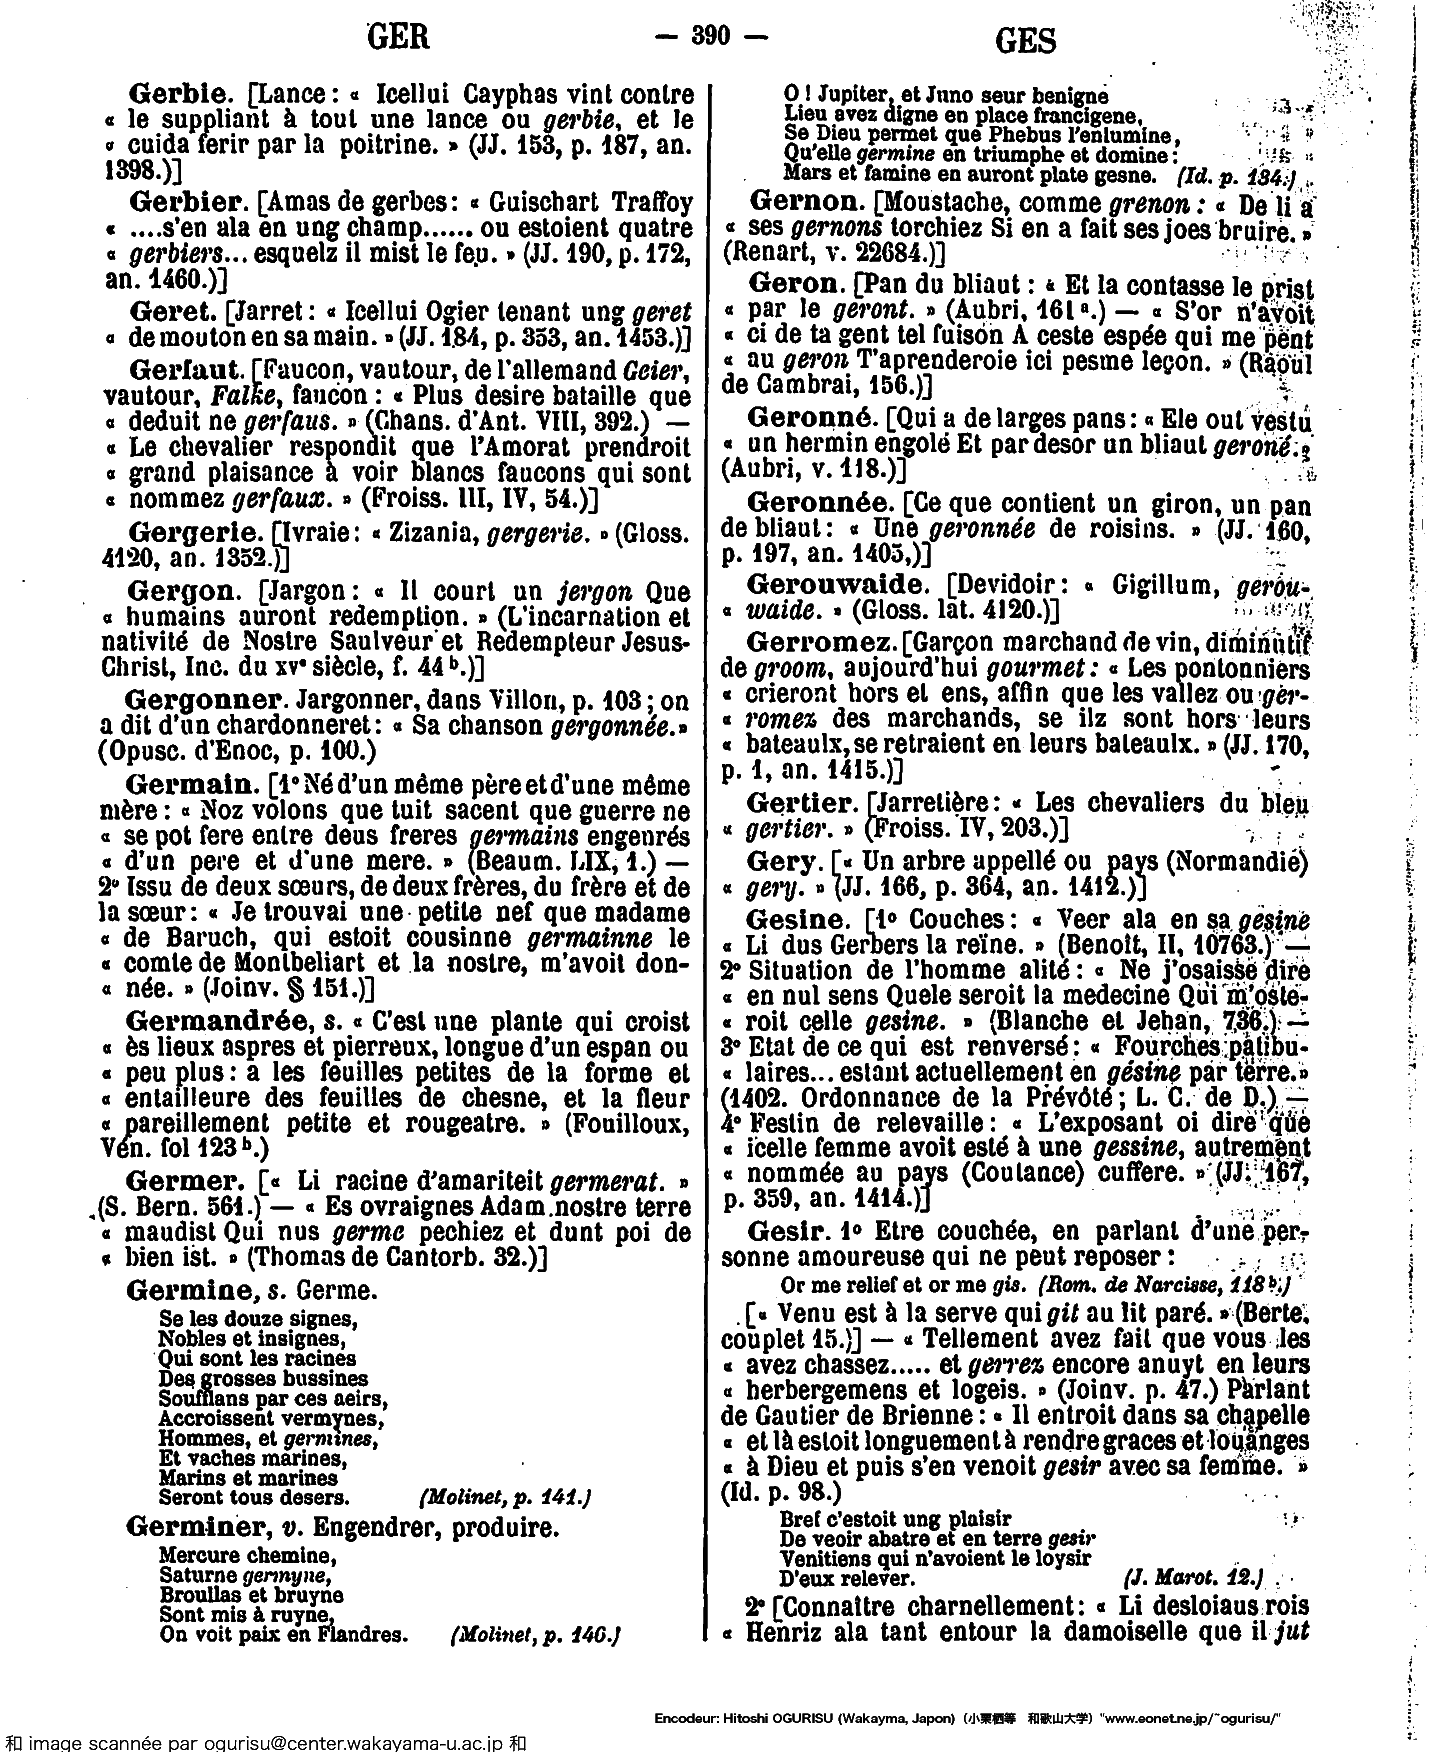 GER
— 390 —
GES
Gerbie. [Lance : « Icellui Cayphas vint contre
« le suppliant à tout une lance ou gerbie, et le
« cuida ferir par la poitrine. » (JJ. 153, p. 187, an.
1398.)]
Gerbier. [Amas de gerbes : « Guischart Traffoy
« ....s'en ala en ung champ...... ou estoient quatre
« gerbiers... esquelz il mist le feu. » (JJ. 190, p. 172,
an. 1460.)]
Geret. [Jarret : « Icellui Ogier tenant ung geret
« de mouton en sa main. » (JJ. 184, p. 353, an. 1453.)]
Gerfaut. [Faucon, vautour, de l'allemand Geier,
vautour, Falke, faucon : « Plus desire bataille que
« deduit ne gerfaus. » (Chans. d'Ant. VIII, 392.) —
« Le chevalier respondit que l'Amorat prendroit
« grand plaisance à voir blancs faucons qui sont
« nommez gerfaux. » (Froiss. III, IV, 54.)]
Gergerie. [Ivraie : « Zizania, gergerie. » (Gloss.
4120, an. 1352.)]
Gergon. [Jargon : « Il court un jergon Que
« humains auront redemption. » (L'incarnation et
nativité de Nostre Saulveur et Redempteur Jesus-
Christ, Inc. du xvᵉ siècle, f. 44 ᵇ.)]
Gergonner. Jargonner, dans Villon, p. 103 ; on
a dit d'un chardonneret : « Sa chanson gergonnée. »
(Opusc. d'Enoc, p. 100.)
Germain. [1° Né d'un même père et d'une même
mère : « Noz volons que tuit sacent que guerre ne
« se pot fere entre deus freres germains engenrés
« d'un pere et d'une mere. » (Beaum. LIX, 1.) —
2° Issu de deux sœurs, de deux frères, du frère et de
la sœur : « Je trouvai une petite nef que madame
« de Baruch, qui estoit cousinne germainne le
« comte de Montbeliart et la nostre, m'avoit don-
« née. » (Joinv. § 151.)]
Germandrée, s. « C'est une plante qui croist
« ès lieux aspres et pierreux, longue d'un espan ou
« peu plus : a les feuilles petites de la forme et
« entailleure des feuilles de chesne, et la fleur
« pareillement petite et rougeatre. » (Fouilloux,
Vén. fol 123 ᵇ.)
Germer. [« Li racine d'amariteit germerat. »
(S. Bern. 561.) — « Es ovraignes Adam nostre terre
« maudist Qui nus germe pechiez et dunt poi de
« bien ist. » (Thomas de Cantorb. 32.)]
Germine, s. Germe.
Se les douze signes,
Nobles et insignes,
Qui sont les racines
Des grosses bussines
Soufflans par ces aeirs,
Accroissent vermynes,
Hommes, et germines,
Et vaches marines,
Marins et marines
Seront tous desers. (Molinet, p. 141.)
Germiner, v. Engendrer, produire.
Mercure chemine,
Saturne germyne,
Broullas et bruyne
Sont mis à ruyne,
On voit paix en Flandres. (Molinet, p. 140.)
O ! Jupiter, et Juno seur benigne
Lieu avez digne en place francigene,
Se Dieu permet que Phebus l'enlumine,
Qu'elle germine en triumphe et domine :
Mars et famine en auront plate gesne. (Id. p. 134.)
Gernon. [Moustache, comme grenon : « De li a
« ses gernons torchiez Si en a fait ses joes bruire. »
(Renart, v. 22684.)]
Geron. [Pan du bliaut : « Et la contasse le prist
« par le geront. » (Aubri, 161 ᵃ.) — « S'or n'avoit
« ci de ta gent tel fuison A ceste espée qui me pent
« au geron T'aprenderoie ici pesme leçon. » (Raoul
de Cambrai, 156.)]
Geronné. [Qui a de larges pans : « Ele out vestu
« un hermin engolé Et par desor un bliaut geroné. »
(Aubri, v. 118.)]
Geronnée. [Ce que contient un giron, un pan
de bliaut : « Une geronnée de roisins. » (JJ. 160,
p. 197, an. 1405,)]
Gerouwaide. [Devidoir : « Gigillum, gerou-
« waide. » (Gloss. lat. 4120.)]
Gerromez. [Garçon marchand de vin, diminutif
de groom, aujourd'hui gourmet : « Les pontonniers
« crieront hors et ens, affin que les vallez ou ger-
« romez des marchands, se ilz sont hors leurs
« bateaulx, se retraient en leurs bateaulx. » (JJ. 170,
p. 1, an. 1415.)]
Gertier. [Jarretière : « Les chevaliers du bleu
« gertier. » (Froiss. IV, 203.)]
Gery. [« Un arbre appellé ou pays (Normandie)
« gery. » (JJ. 166, p. 364, an. 1412.)]
Gesine. [1° Couches : « Veer ala en sa gesine
« Li dus Gerbers la reïne. » (Benoit, II, 10763.) —
2° Situation de l'homme alité : « Ne j'osaisse dire
« en nul sens Quele seroit la medecine Qui m'oste-
« roit celle gesine. » (Blanche et Jehan, 736.) —
3° Etat de ce qui est renversé : « Fourches patibu-
« laires... estant actuellement en gésine par terre. »
(1402. Ordonnance de la Prévôté ; L. C. de D.) —
4° Festin de relevaille : « L'exposant oi dire que
« icelle femme avoit esté à une gessine, autrement
« nommée au pays (Coutance) cuffere. » (JJ. 167,
p. 359, an. 1414.)]
Gesir. 1° Etre couchée, en parlant d'une per-
sonne amoureuse qui ne peut reposer :
Or me relief et or me gis. (Rom. de Narcisse, 118 ᵇ.)
[« Venu est à la serve qui git au lit paré. » (Berte,
couplet 15.)] — « Tellement avez fait que vous les
« avez chassez..... et gerrez encore anuyt en leurs
« herbergemens et logeis. » (Joinv. p. 47.) Parlant
de Gautier de Brienne : « Il entroit dans sa chapelle
« et là estoit longuement à rendre graces et louanges
« à Dieu et puis s'en venoit gesir avec sa femme. »
(Id. p. 98.)
Bref c'estoit ung plaisir
De veoir abatre et en terre gesir
Venitiens qui n'avoient le loysir
D'eux relever. (J. Marot. 12.)
2° [Connaître charnellement : « Li desloiaus rois
« Henriz ala tant entour la damoiselle que il jut
Encodeur: Hitoshi OGURISU (Wakayma, Japon)（小栗栖等　和歌山大学）"www.eonet.ne.jp/~ogurisu/"
和 image scannée par ogurisu@center.wakayama-u.ac.jp 和